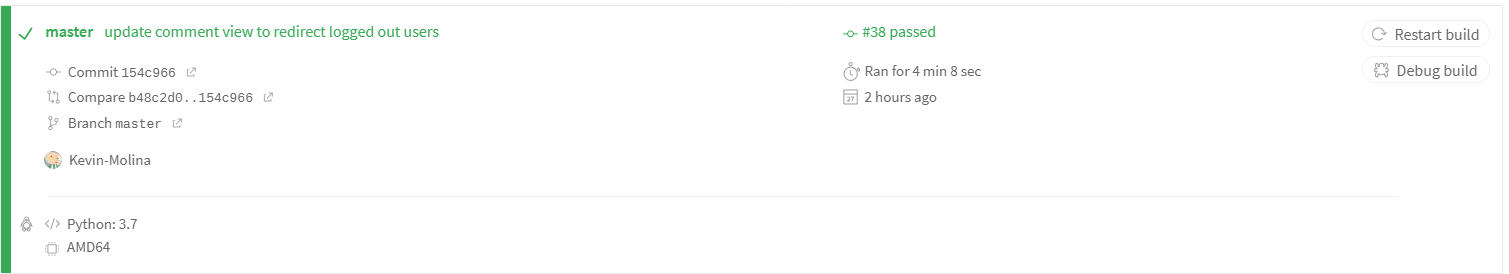 master update comment view to redirect logged out users
#38 passed
Restart build
Commit 154c966
Ran for 4 min 8 sec
Debug build
Compare b48c2d0..154c966
27
2 hours ago
Branch master
Kevin-Molina
</> Python: 3.7
AMD64